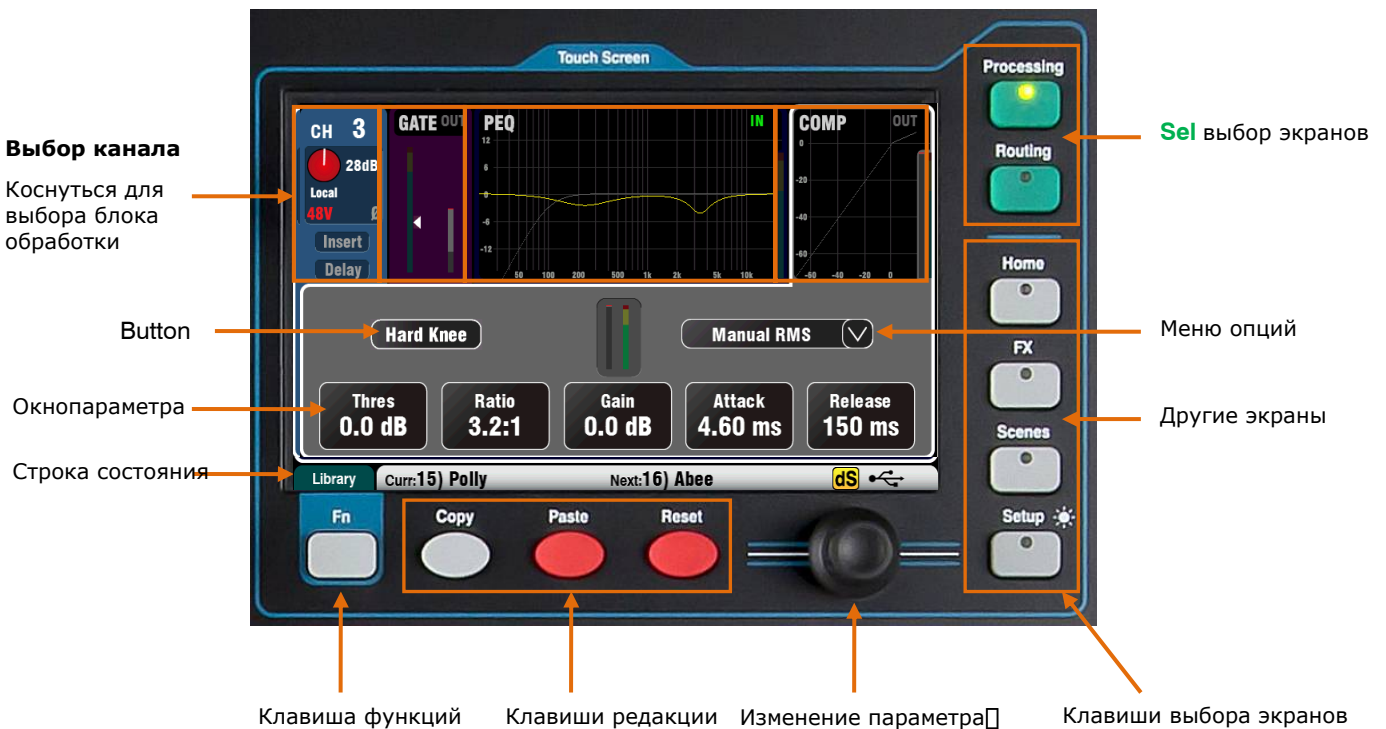 Touch Screen
Processing
Sel выбор экранов
Routing
Выбор канала
Коснуться для
выбора блока
обработки
CH 3
28dB
Local
48V Ø
Insert
Delay
GATE OUT
PEQ
IN
12
6
0
-6
-12
50 100 200 500 1k 2k 5k 10k
COMP
OUT
0
-20
-40
-60
-60 -40 -20 0
Home
Button
Hard Knee
Manual RMS
Меню опций
FX
Окнопараметра
Thres
0.0 dB
Ratio
3.2:1
Gain
0.0 dB
Attack
4.60 ms
Release
150 ms
Другие экраны
Scenes
Строка состояния
Library
Curr:15) Polly
Next:16) Abee
dS
Setup
Fn
Copy
Paste
Reset
Клавиша функций
Клавиши редакции
Изменение параметра
Клавиши выбора экранов